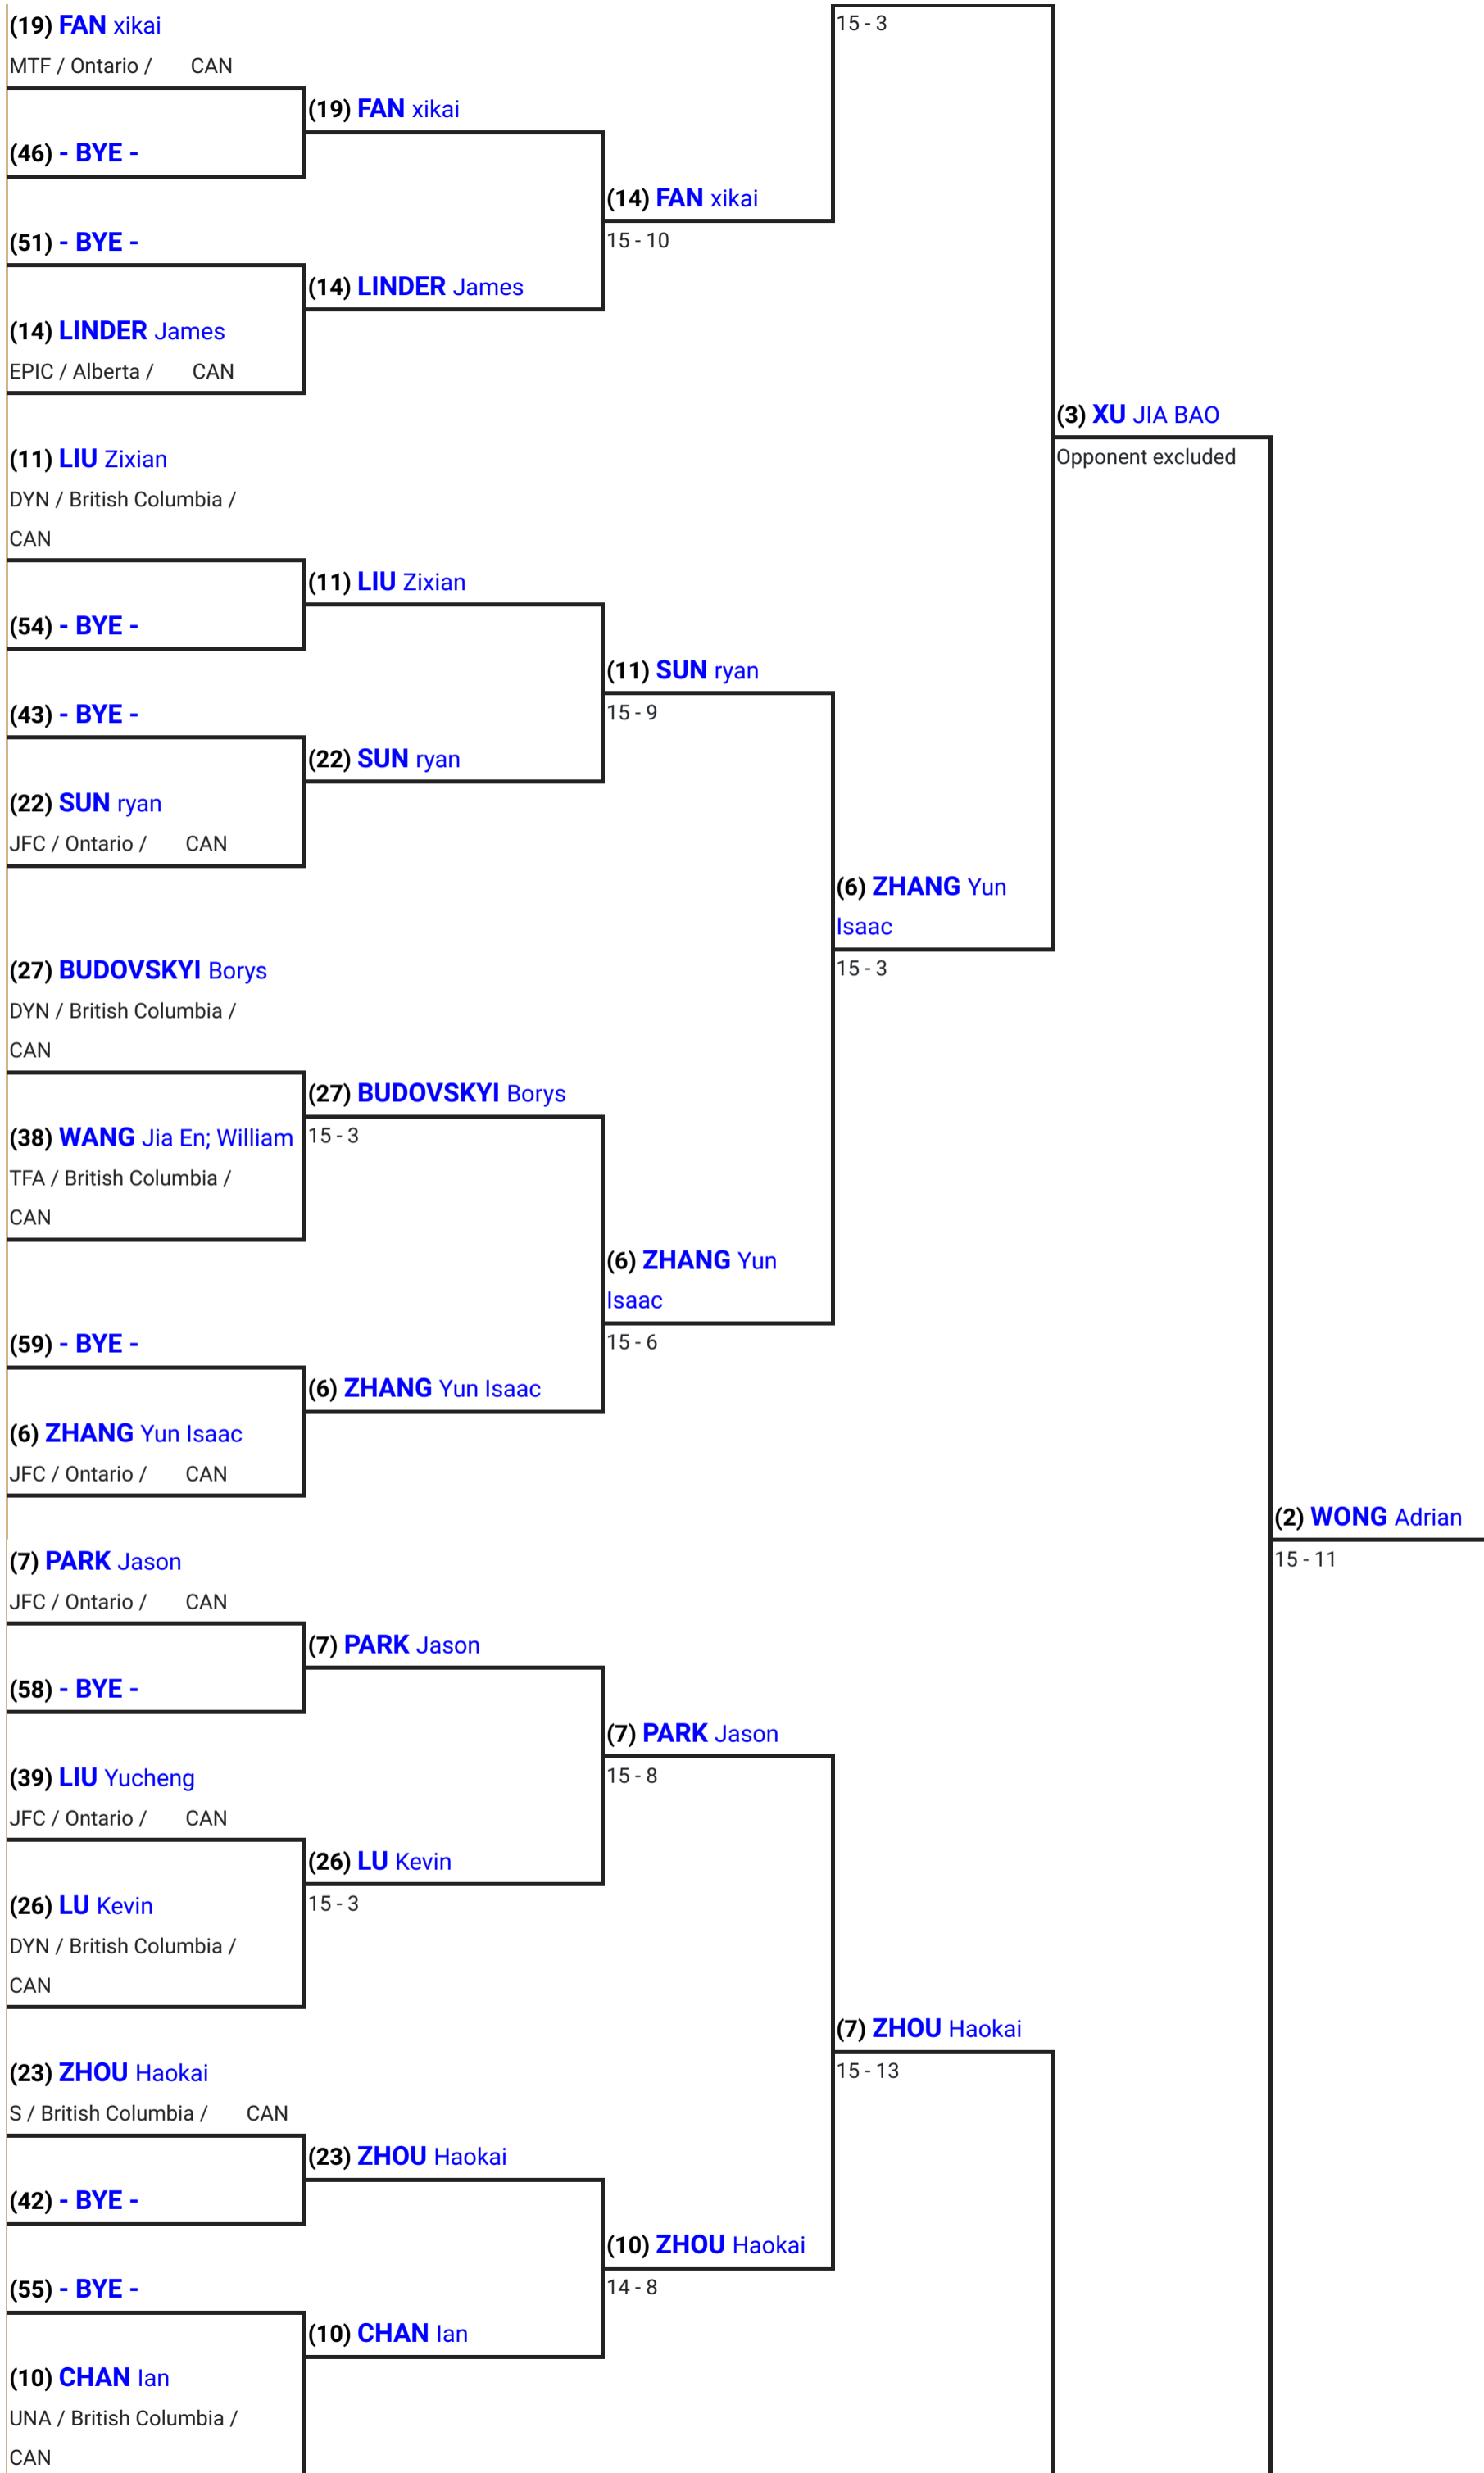 (19) FAN xikai
MTF / Ontario / CAN
(46) - BYE -
(51) - BYE -
(14) LINDER James
EPIC / Alberta / CAN
(11) LIU Zixian
DYN / British Columbia /
CAN
(54) - BYE -
(43) - BYE -
(22) SUN ryan
JFC / Ontario / CAN
(27) BUDOVSKYI Borys
DYN / British Columbia /
CAN
(38) WANG Jia En; William
TFA / British Columbia /
CAN
(59) - BYE -
(6) ZHANG Yun Isaac
JFC / Ontario / CAN
(7) PARK Jason
JFC / Ontario / CAN
(58) - BYE -
(39) LIU Yucheng
JFC / Ontario / CAN
(26) LU Kevin
DYN / British Columbia /
CAN
(23) ZHOU Haokai
S / British Columbia / CAN
(42) - BYE -
(55) - BYE -
(10) CHAN Ian
UNA / British Columbia /
CAN
(19) FAN xikai
(14) LINDER James
(11) LIU Zixian
(22) SUN ryan
(27) BUDOVSKYI Borys
15 - 3
(6) ZHANG Yun Isaac
(7) PARK Jason
(26) LU Kevin
15 - 3
(23) ZHOU Haokai
(10) CHAN Ian
(14) FAN xikai
15 - 10
(11) SUN ryan
15 - 9
(6) ZHANG Yun
Isaac
15 - 6
(7) PARK Jason
15 - 8
(10) ZHOU Haokai
14 - 8
15 - 3
(6) ZHANG Yun
Isaac
15 - 3
(7) ZHOU Haokai
15 - 13
(3) XU JIA BAO
Opponent excluded
(2) WONG Adrian
15 - 11